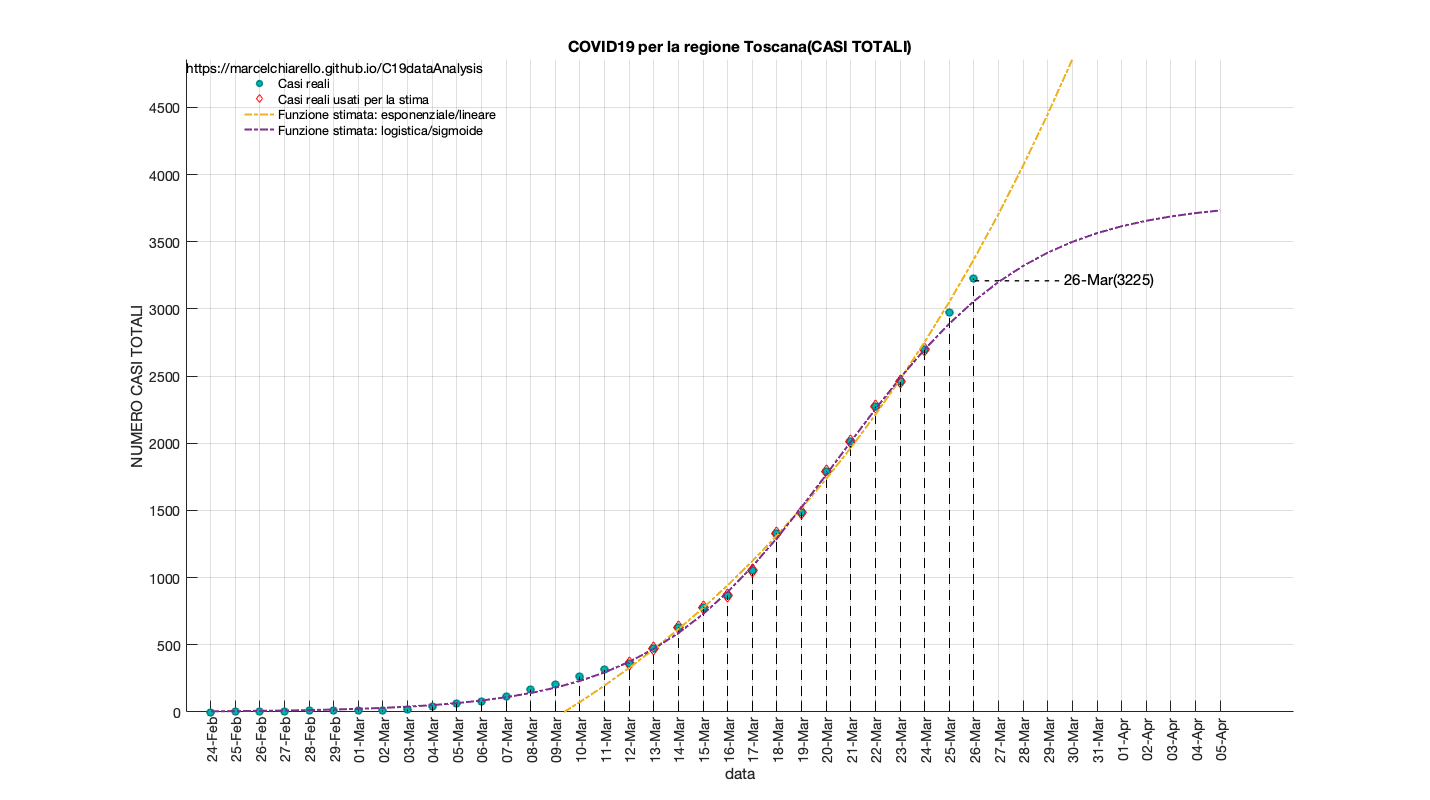 COVID19 per la regione Toscana(CASI TOTALI)
https://marcelchiarello.github.io/C19dataAnalysis
Casi reali
Casi reali usati per la stima
Funzione stimata: esponenziale/lineare
Funzione stimata: logistica/sigmoide
NUMERO CASI TOTALI
4500
4000
3500
3000
2500
2000
1500
1000
500
0
26-Mar(3225)
24-Feb
25-Feb
26-Feb
27-Feb
28-Feb
29-Feb
01-Mar
02-Mar
03-Mar
04-Mar
05-Mar
06-Mar
07-Mar
08-Mar
09-Mar
10-Mar
11-Mar
12-Mar
13-Mar
14-Mar
15-Mar
16-Mar
17-Mar
18-Mar
19-Mar
20-Mar
21-Mar
22-Mar
23-Mar
24-Mar
25-Mar
26-Mar
27-Mar
28-Mar
29-Mar
30-Mar
31-Mar
01-Apr
02-Apr
03-Apr
04-Apr
05-Apr
data